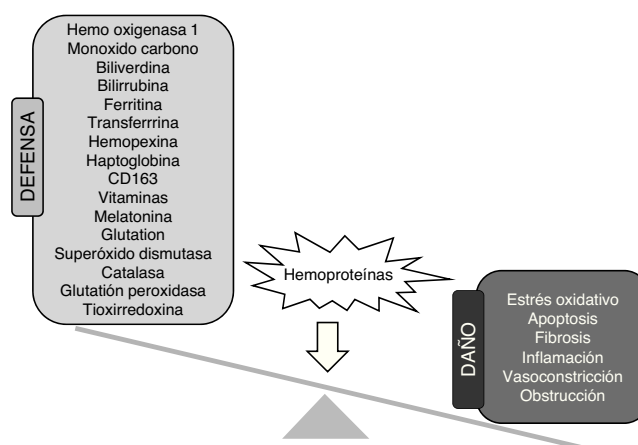 DEFENSA
Hemo oxigenasa 1
Monoxido carbono
Biliverdina
Bilirrubina
Ferritina
Transferrrina
Hemopexina
Haptoglobina
CD163
Vitaminas
Melatonina
Glutation
Superóxido dismutasa
Catalasa
Glutatión peroxidasa
Tioxirredoxina
Hemoproteínas
DAÑO
Estrés oxidativo
Apoptosis
Fibrosis
Inflamación
Vasoconstricción
Obstrucción